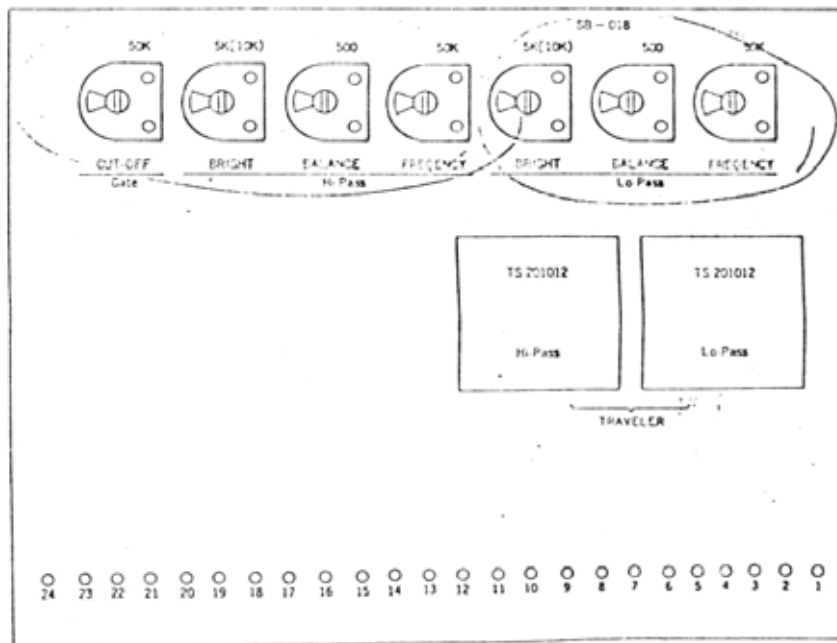 SB-018
50K 5K(10K) 500 50K 5K(10K) 500 50K
CUT-OFF BRIGHT BALANCE FREQENCY BRIGHT BALANCE FREQENCY
Gate Hi Pass Lo Pass
TS 201012 TS 201012
Hi-Pass Lo Pass
TRAVELER
24 23 22 21 20 19 18 17 16 15 14 13 12 11 10 9 8 7 6 5 4 3 2 1